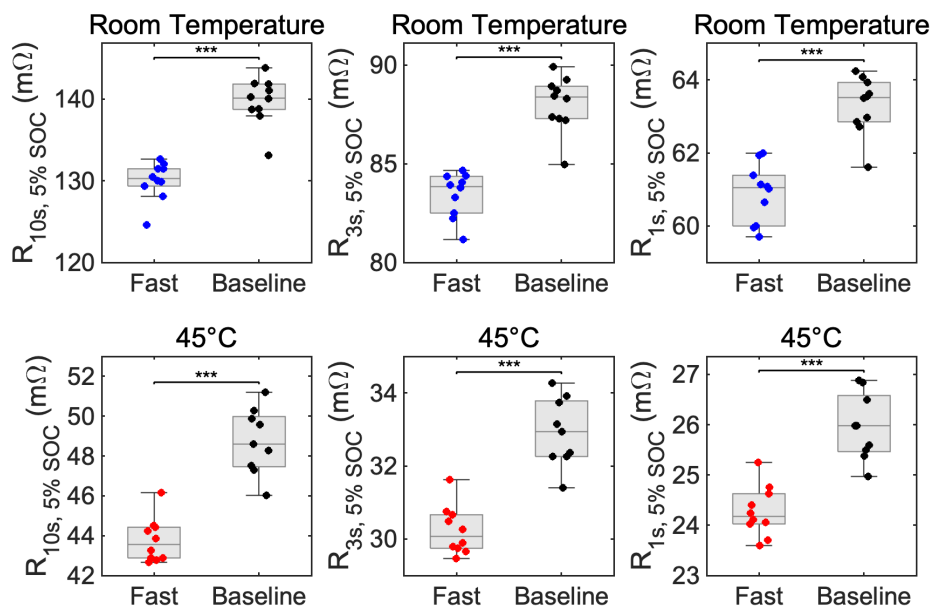 Room Temperature
***
R10s, 5% SOC (mΩ)
140
130
120
Fast Baseline
Room Temperature
***
R3s, 5% SOC (mΩ)
90
85
80
Fast Baseline
Room Temperature
***
R1s, 5% SOC (mΩ)
64
62
60
Fast Baseline
45°C
***
R10s, 5% SOC (mΩ)
52
50
48
46
44
42
Fast Baseline
45°C
***
R3s, 5% SOC (mΩ)
34
32
30
Fast Baseline
45°C
***
R1s, 5% SOC (mΩ)
27
26
25
24
23
Fast Baseline